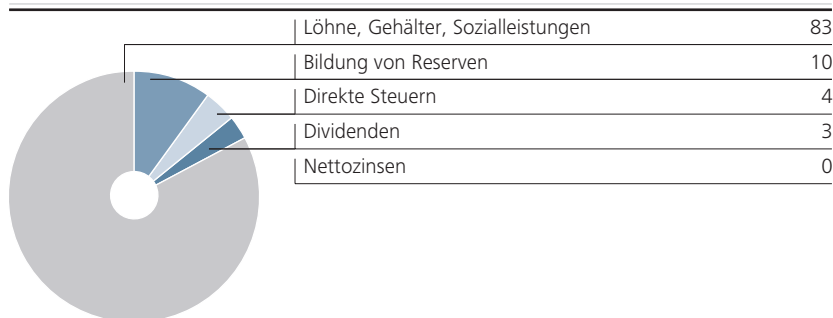 Löhne, Gehälter, Sozialleistungen 83
Bildung von Reserven 10
Direkte Steuern 4
Dividenden 3
Nettozinsen 0